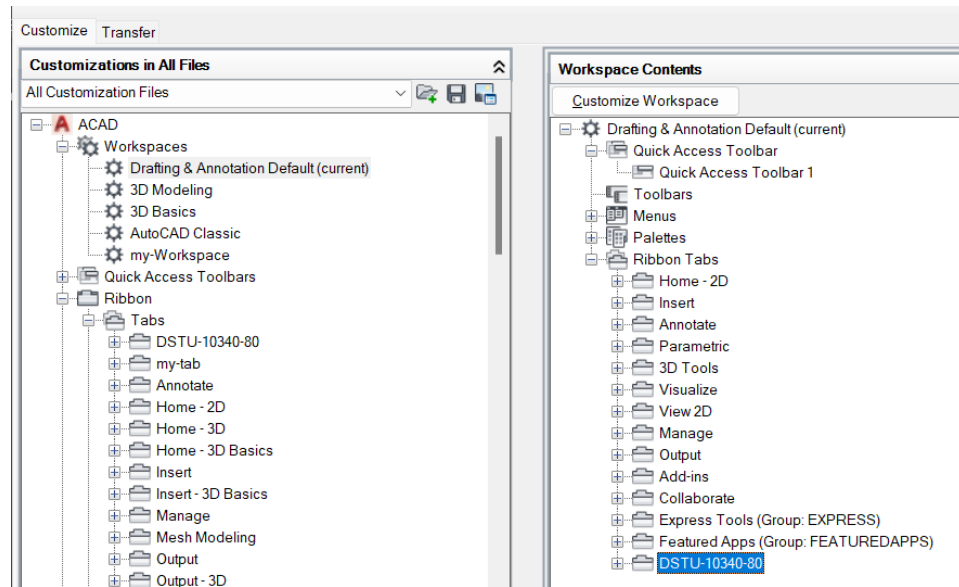 Customize
Transfer
Customizations in All Files
All Customization Files
ACAD
Workspaces
Drafting & Annotation Default (current)
3D Modeling
3D Basics
AutoCAD Classic
my-Workspace
Quick Access Toolbars
Ribbon
Tabs
DSTU-10340-80
my-tab
Annotate
Home - 2D
Home - 3D
Home - 3D Basics
Insert
Insert - 3D Basics
Manage
Mesh Modeling
Output
Output - 3D
Workspace Contents
Customize Workspace
Drafting & Annotation Default (current)
Quick Access Toolbar
Quick Access Toolbar 1
Toolbars
Menus
Palettes
Ribbon Tabs
Home - 2D
Insert
Annotate
Parametric
3D Tools
Visualize
View 2D
Manage
Output
Add-ins
Collaborate
Express Tools (Group: EXPRESS)
Featured Apps (Group: FEATUREDAPPS)
DSTU-10340-80